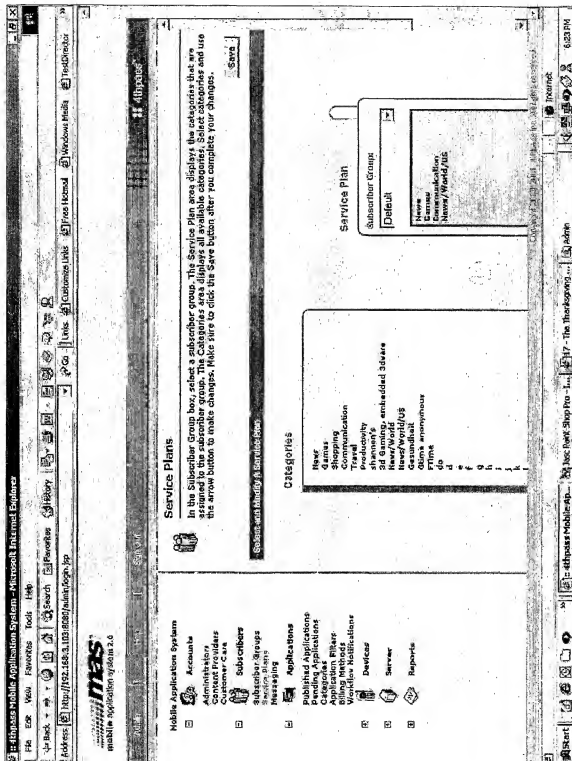 :: 4thpass Mobile Application System - Microsoft Internet Explorer
File Edit View Favorites Tools Help
Back Search Favorites History
Address http://192.168.3.103:8080/admin/login.jsp Go Links Customize Links Free Hotmail Windows Media TestDirector
mas
mobile application system 2.0
4thpass
Mobile Application System
Accounts
Administrators
Content Providers
Customer Care
Subscribers
Subscriber Groups
Service Plans
Messaging
Applications
Published Applications
Pending Applications
Categories
Application Filters
Billing Methods
Workflow Notifications
Devices
Server
Reports
Service Plans
In the Subscriber Group box, select a subscriber group. The Service Plan area displays the categories that are
assigned to the subscriber group. The Categories area displays all available categories. Select categories and use
the arrow button to make changes. Make sure to click the Save button after you complete your changes.
Save
Select and Modify A Service Plan
Categories
News
Games
Shopping
Communication
Travel
Productivity
shannen's
3d Gaming, embedded 3dware
News/World
News/World/US
Gesundheit
do
d
e
f
g
h
i
j
k
Service Plan
Subscriber Group:
Default
News
Games
Communication
News/World/US
Internet
Start :: 4thpass Mobile Ap... Jasc Paint Shop Pro - I... 17 - The Thanksgiving ... Admin 6:23 PM